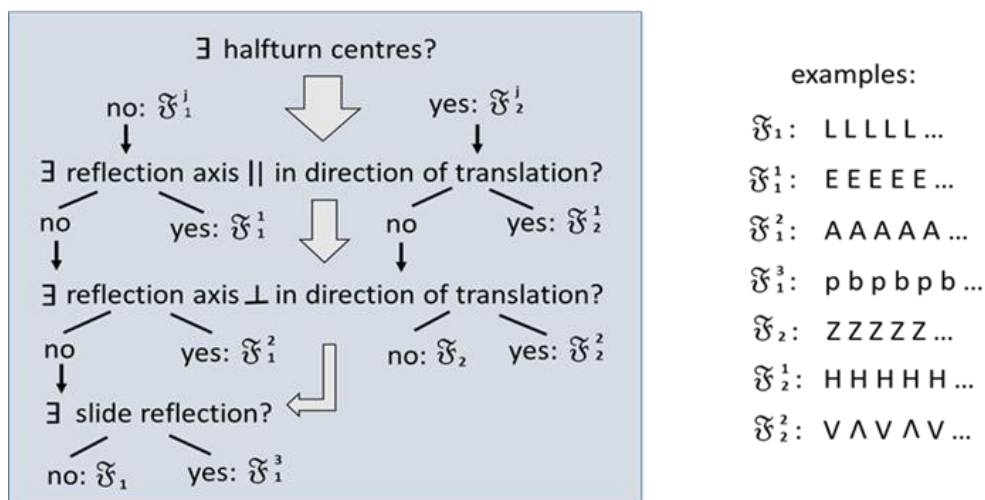 ∃ halfturn centres?
no: 𝔉₁ʲ yes: 𝔉₂ʲ
∃ reflection axis || in direction of translation?
no yes: 𝔉₁¹ no yes: 𝔉₂¹
∃ reflection axis ⊥ in direction of translation?
no yes: 𝔉₁² no: 𝔉₂ yes: 𝔉₂²
∃ slide reflection?
no: 𝔉₁ yes: 𝔉₁³
examples:
𝔉₁: L L L L L ...
𝔉₁¹: E E E E E ...
𝔉₁²: A A A A A ...
𝔉₁³: p b p b p b ...
𝔉₂: Z Z Z Z Z ...
𝔉₂¹: H H H H H ...
𝔉₂²: V Λ V Λ V ...